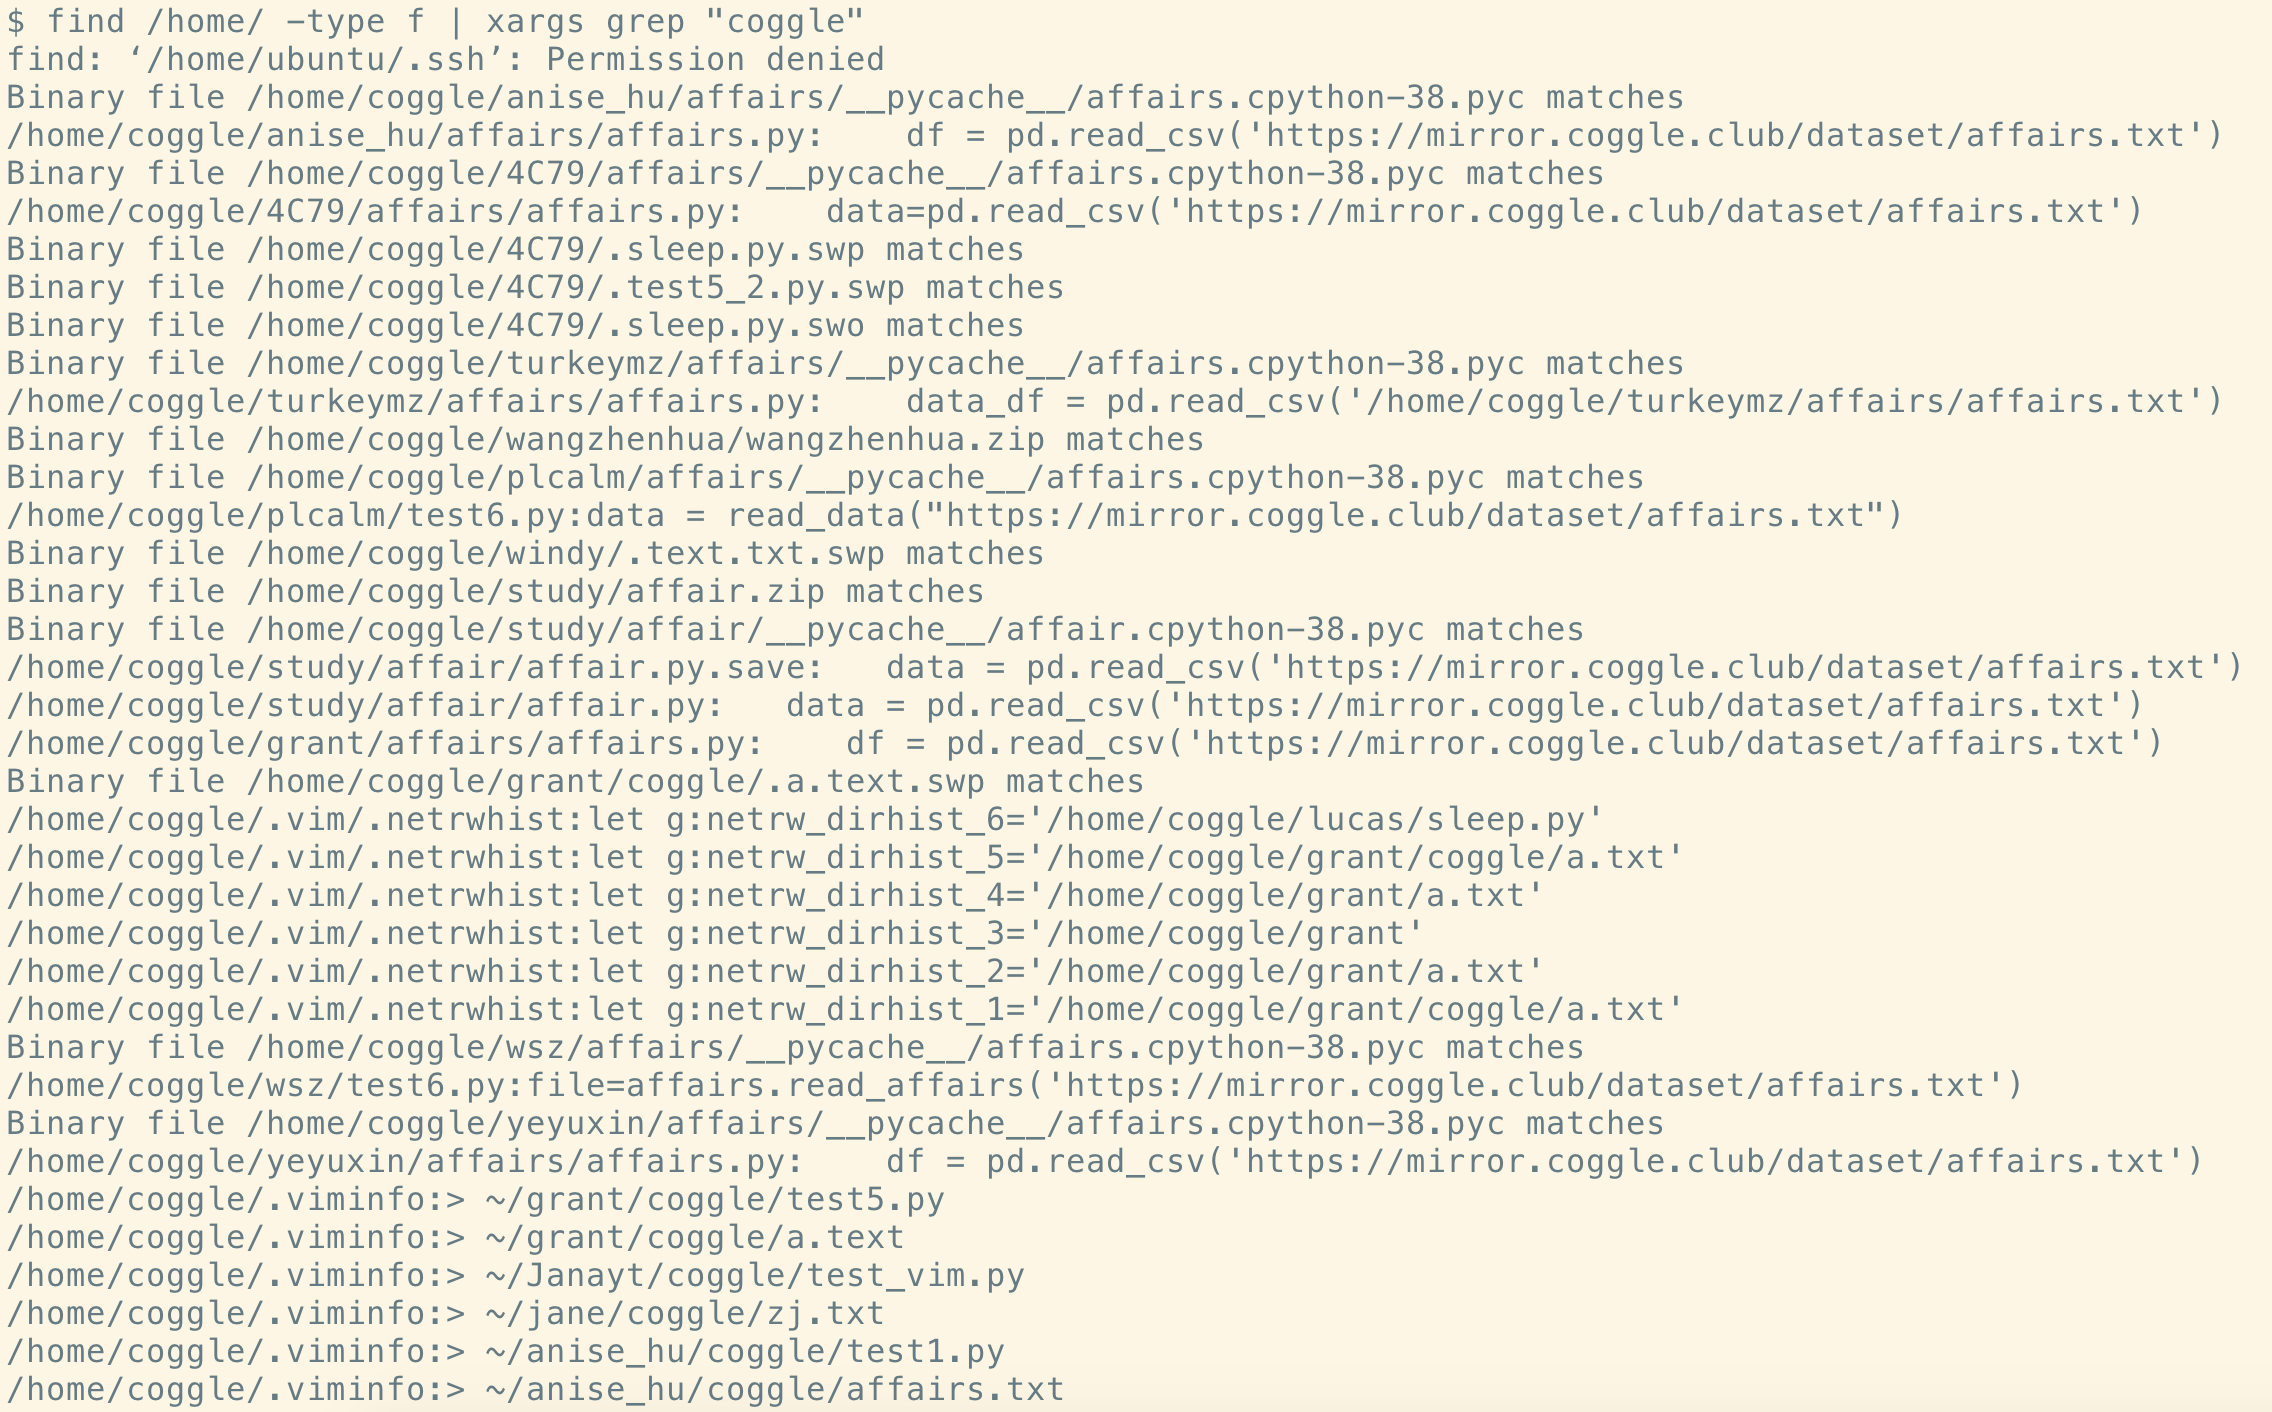 $ find /home/ -type f | xargs grep "coggle"
find: ‘/home/ubuntu/.ssh’: Permission denied
Binary file /home/coggle/anise_hu/affairs/__pycache__/affairs.cpython-38.pyc matches
/home/coggle/anise_hu/affairs/affairs.py:    df = pd.read_csv('https://mirror.coggle.club/dataset/affairs.txt')
Binary file /home/coggle/4C79/affairs/__pycache__/affairs.cpython-38.pyc matches
/home/coggle/4C79/affairs/affairs.py:    data=pd.read_csv('https://mirror.coggle.club/dataset/affairs.txt')
Binary file /home/coggle/4C79/.sleep.py.swp matches
Binary file /home/coggle/4C79/.test5_2.py.swp matches
Binary file /home/coggle/4C79/.sleep.py.swo matches
Binary file /home/coggle/turkeymz/affairs/__pycache__/affairs.cpython-38.pyc matches
/home/coggle/turkeymz/affairs/affairs.py:    data_df = pd.read_csv('/home/coggle/turkeymz/affairs/affairs.txt')
Binary file /home/coggle/wangzhenhua/wangzhenhua.zip matches
Binary file /home/coggle/plcalm/affairs/__pycache__/affairs.cpython-38.pyc matches
/home/coggle/plcalm/test6.py:data = read_data("https://mirror.coggle.club/dataset/affairs.txt")
Binary file /home/coggle/windy/.text.txt.swp matches
Binary file /home/coggle/study/affair.zip matches
Binary file /home/coggle/study/affair/__pycache__/affair.cpython-38.pyc matches
/home/coggle/study/affair/affair.py.save:   data = pd.read_csv('https://mirror.coggle.club/dataset/affairs.txt')
/home/coggle/study/affair/affair.py:   data = pd.read_csv('https://mirror.coggle.club/dataset/affairs.txt')
/home/coggle/grant/affairs/affairs.py:    df = pd.read_csv('https://mirror.coggle.club/dataset/affairs.txt')
Binary file /home/coggle/grant/coggle/.a.text.swp matches
/home/coggle/.vim/.netrwhist:let g:netrw_dirhist_6='/home/coggle/lucas/sleep.py'
/home/coggle/.vim/.netrwhist:let g:netrw_dirhist_5='/home/coggle/grant/coggle/a.txt'
/home/coggle/.vim/.netrwhist:let g:netrw_dirhist_4='/home/coggle/grant/a.txt'
/home/coggle/.vim/.netrwhist:let g:netrw_dirhist_3='/home/coggle/grant'
/home/coggle/.vim/.netrwhist:let g:netrw_dirhist_2='/home/coggle/grant/a.txt'
/home/coggle/.vim/.netrwhist:let g:netrw_dirhist_1='/home/coggle/grant/coggle/a.txt'
Binary file /home/coggle/wsz/affairs/__pycache__/affairs.cpython-38.pyc matches
/home/coggle/wsz/test6.py:file=affairs.read_affairs('https://mirror.coggle.club/dataset/affairs.txt')
Binary file /home/coggle/yeyuxin/affairs/__pycache__/affairs.cpython-38.pyc matches
/home/coggle/yeyuxin/affairs/affairs.py:    df = pd.read_csv('https://mirror.coggle.club/dataset/affairs.txt')
/home/coggle/.viminfo:> ~/grant/coggle/test5.py
/home/coggle/.viminfo:> ~/grant/coggle/a.text
/home/coggle/.viminfo:> ~/Janayt/coggle/test_vim.py
/home/coggle/.viminfo:> ~/jane/coggle/zj.txt
/home/coggle/.viminfo:> ~/anise_hu/coggle/test1.py
/home/coggle/.viminfo:> ~/anise_hu/coggle/affairs.txt